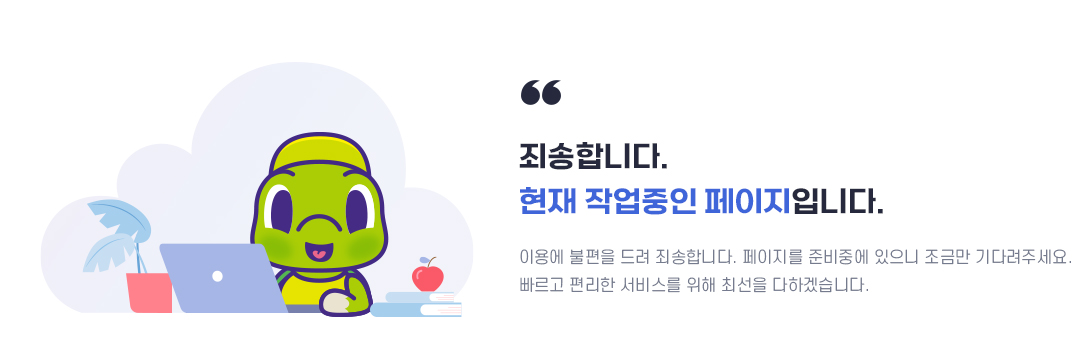 “
죄송합니다.
현재 작업중인 페이지입니다.
이용에 불편을 드려 죄송합니다. 페이지를 준비중에 있으니 조금만 기다려주세요.
빠르고 편리한 서비스를 위해 최선을 다하겠습니다.